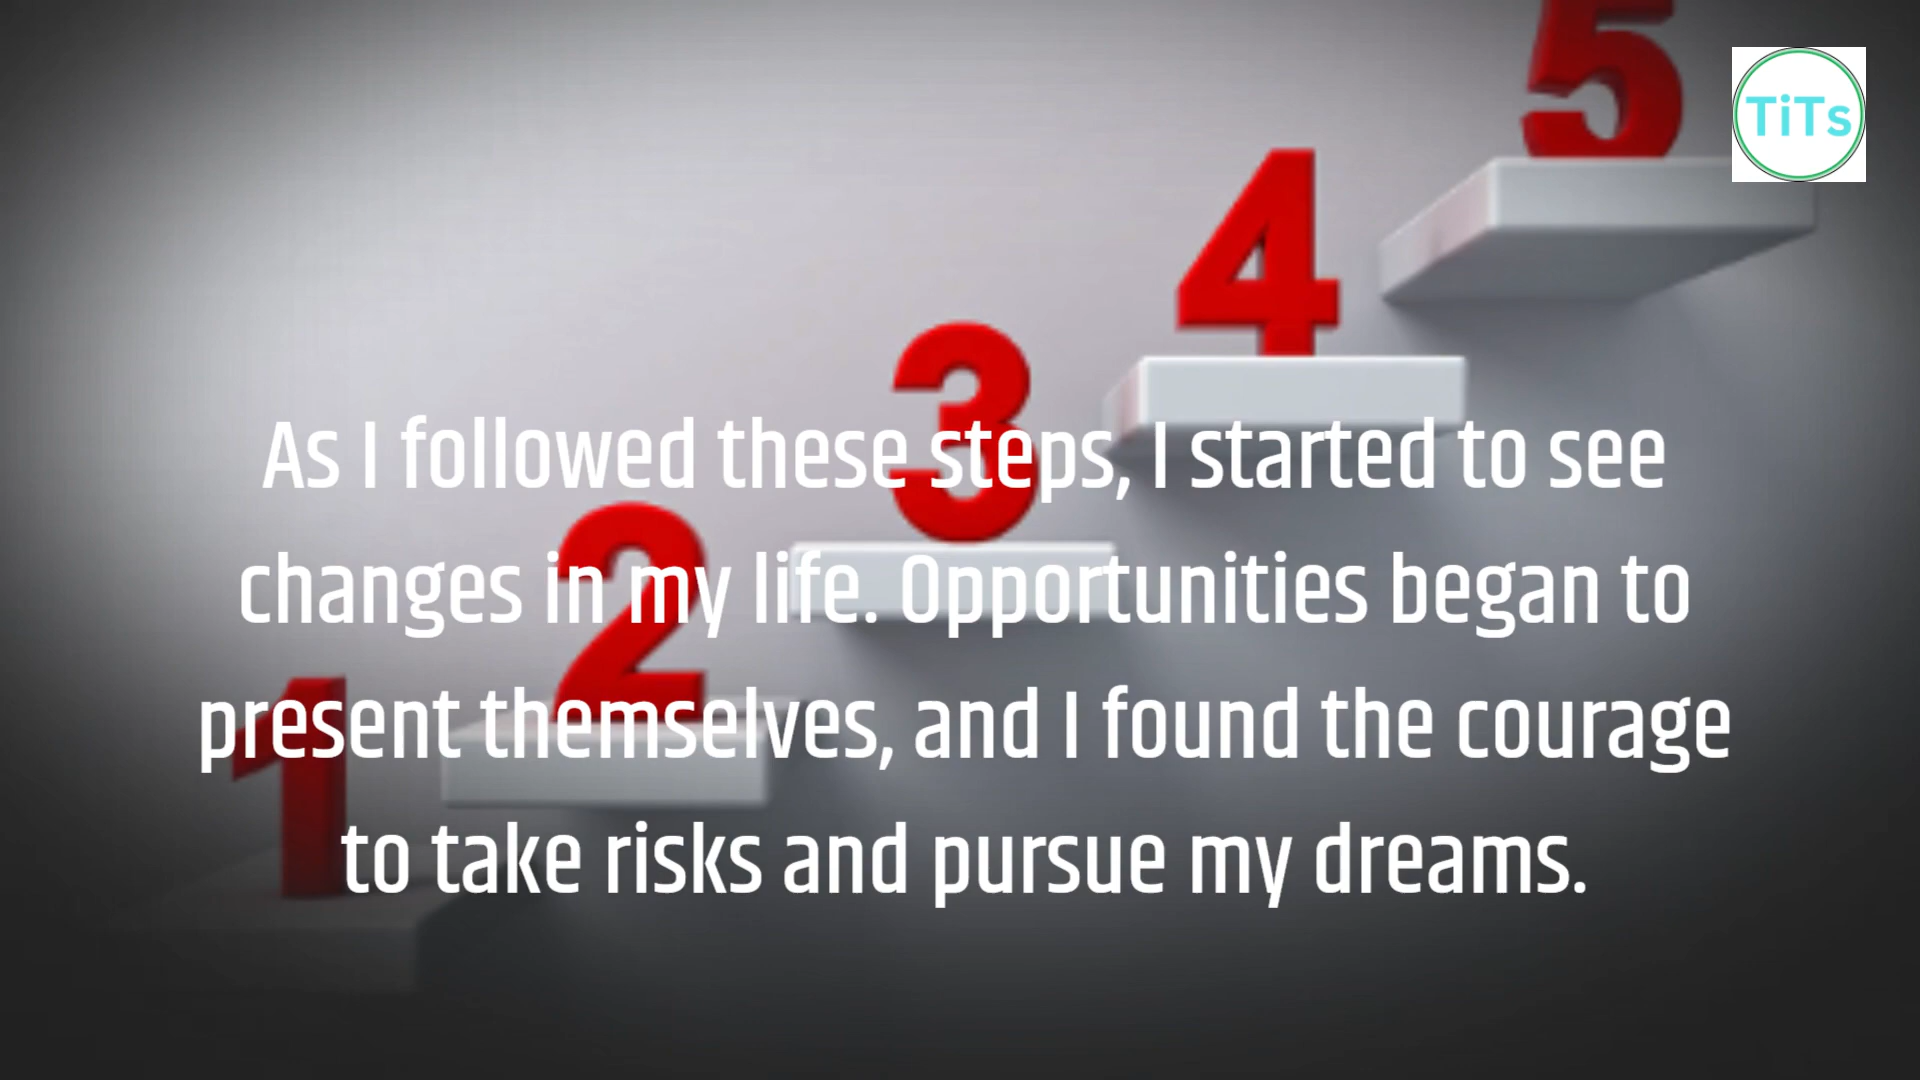 5
TiTs
4
3
As I followed these steps, I started to see
2
changes in my life. Opportunities began to
1
present themselves, and I found the courage
to take risks and pursue my dreams.